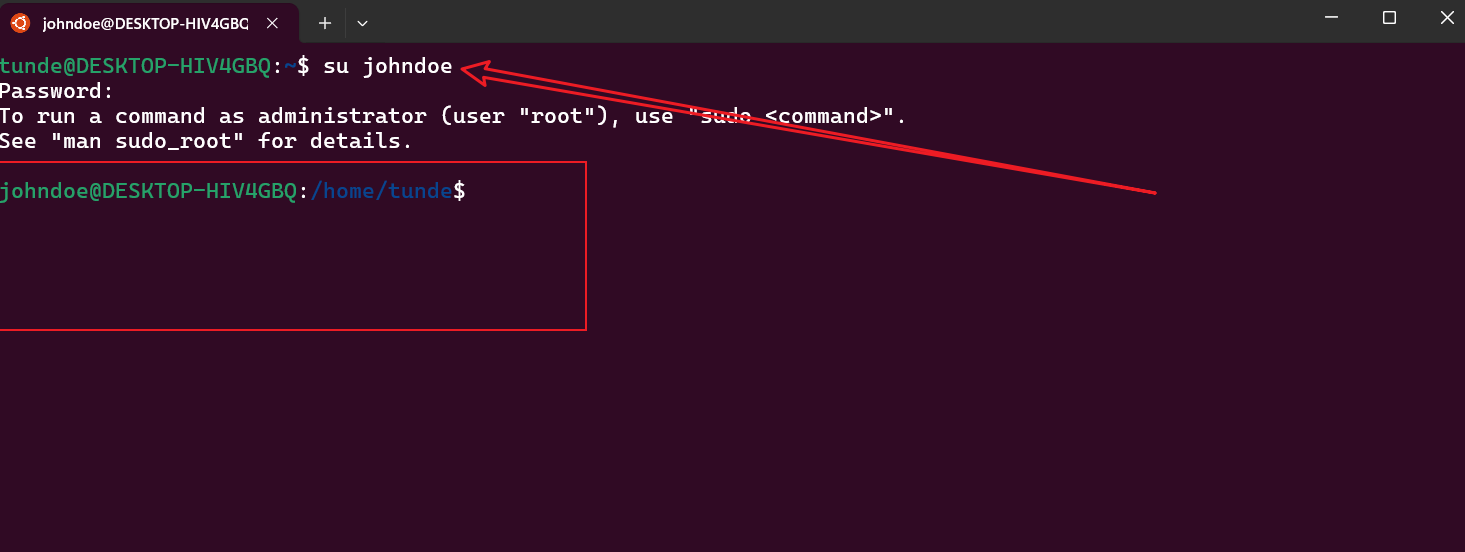 johndoe@DESKTOP-HIV4GBQ
tunde@DESKTOP-HIV4GBQ:~$ su johndoe
Password:
To run a command as administrator (user "root"), use "sudo <command>".
See "man sudo_root" for details.
johndoe@DESKTOP-HIV4GBQ:/home/tunde$